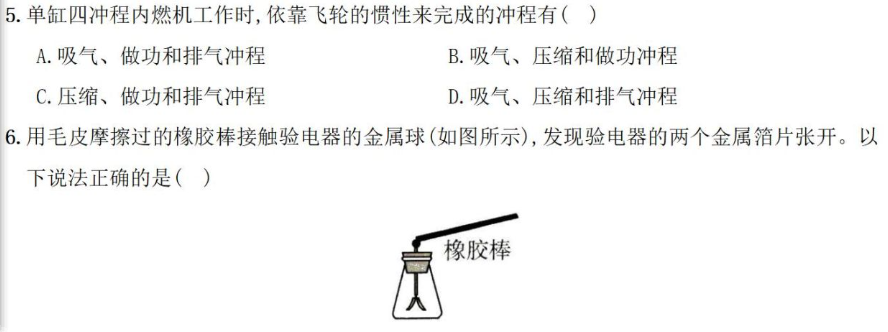 5. 单缸四冲程内燃机工作时,依靠飞轮的惯性来完成的冲程有(  )
A.吸气、做功和排气冲程  B.吸气、压缩和做功冲程
C.压缩、做功和排气冲程  D.吸气、压缩和排气冲程
6. 用毛皮摩擦过的橡胶棒接触验电器的金属球(如图所示),发现验电器的两个金属箔片张开。以
下说法正确的是(  )
橡胶棒